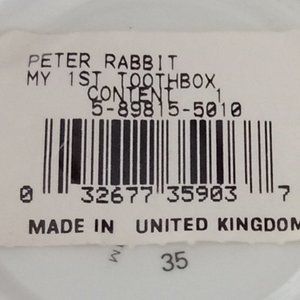 PETER RABBIT
MY 1ST TOOTHBOX
CONTENT 1
5-89815-5010
0 32677 35903 7
MADE IN UNITED KINGDOM
TM
35